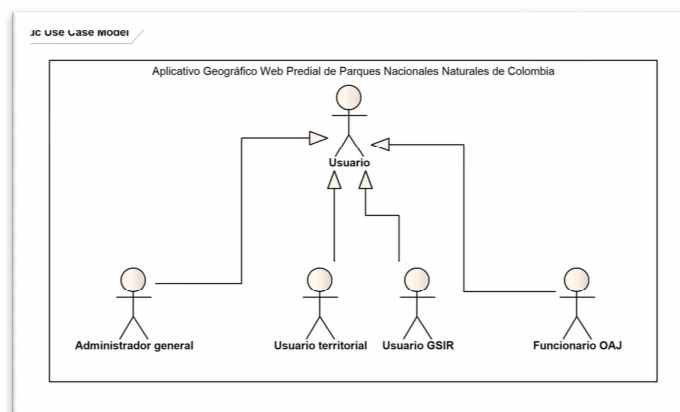 uc Use Case Model
Aplicativo Geográfico Web Predial de Parques Nacionales Naturales de Colombia
Usuario
Administrador general
Usuario territorial
Usuario GSIR
Funcionario OAJ